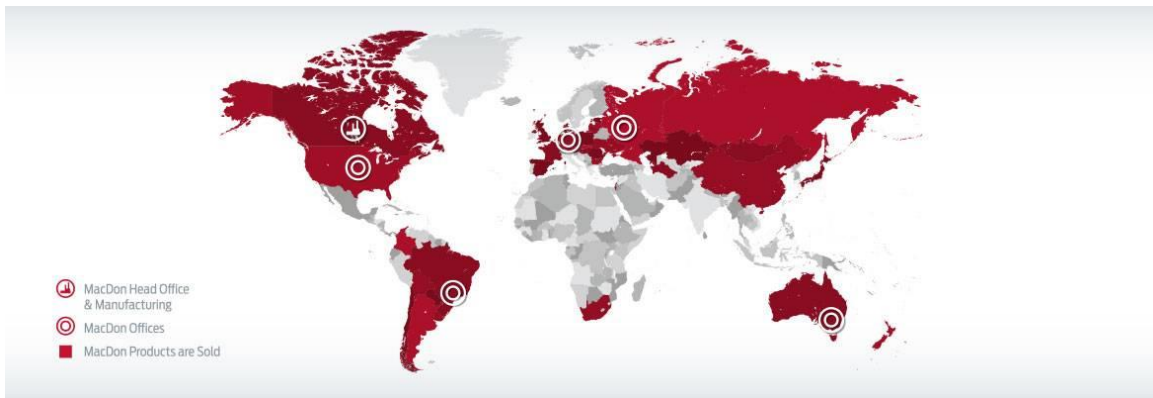 MacDon Head Office
& Manufacturing
MacDon Offices
MacDon Products are Sold